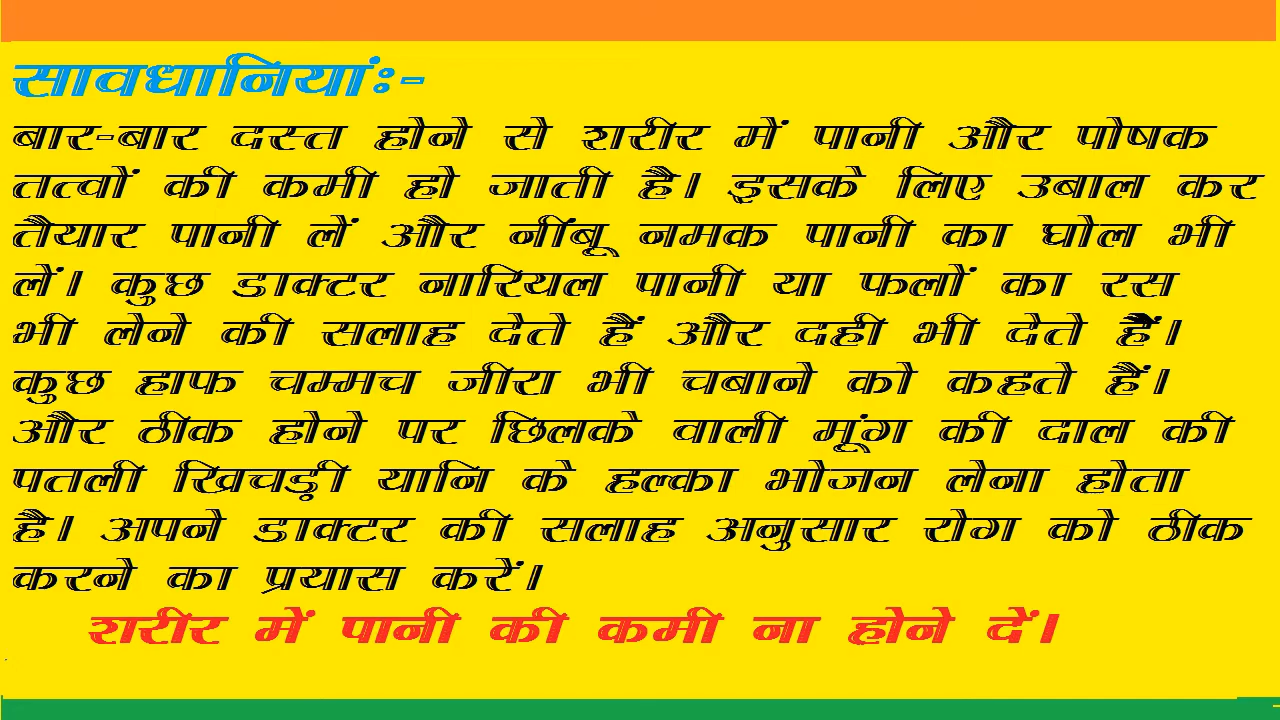 सावधानियांः-
बार-बार दस्त होने से शरीर में पानी और पोषक
तत्वों की कमी हो जाती है। इसके लिए उबाल कर
तैयार पानी लें और नींबू नमक पानी का घोल भी
लें। कुछ डाक्टर नारियल पानी या फलों का रस
भी लेने की सलाह देते हैं और दही भी देते हैं।
कुछ हाफ चम्मच जीरा भी चबाने को कहते हैं।
और ठीक होने पर छिलके वाली मूंग की दाल की
पतली खिचड़ी यानि के हल्का भोजन लेना होता
है। अपने डाक्टर की सलाह अनुसार रोग को ठीक
करने का प्रयास करें।
शरीर में पानी की कमी ना होने दें।